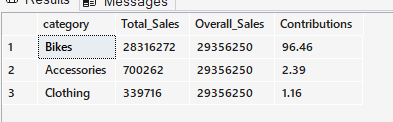 Results Messages
category Total_Sales Overall_Sales Contributions
1 Bikes 28316272 29356250 96.46
2 Accessories 700262 29356250 2.39
3 Clothing 339716 29356250 1.16